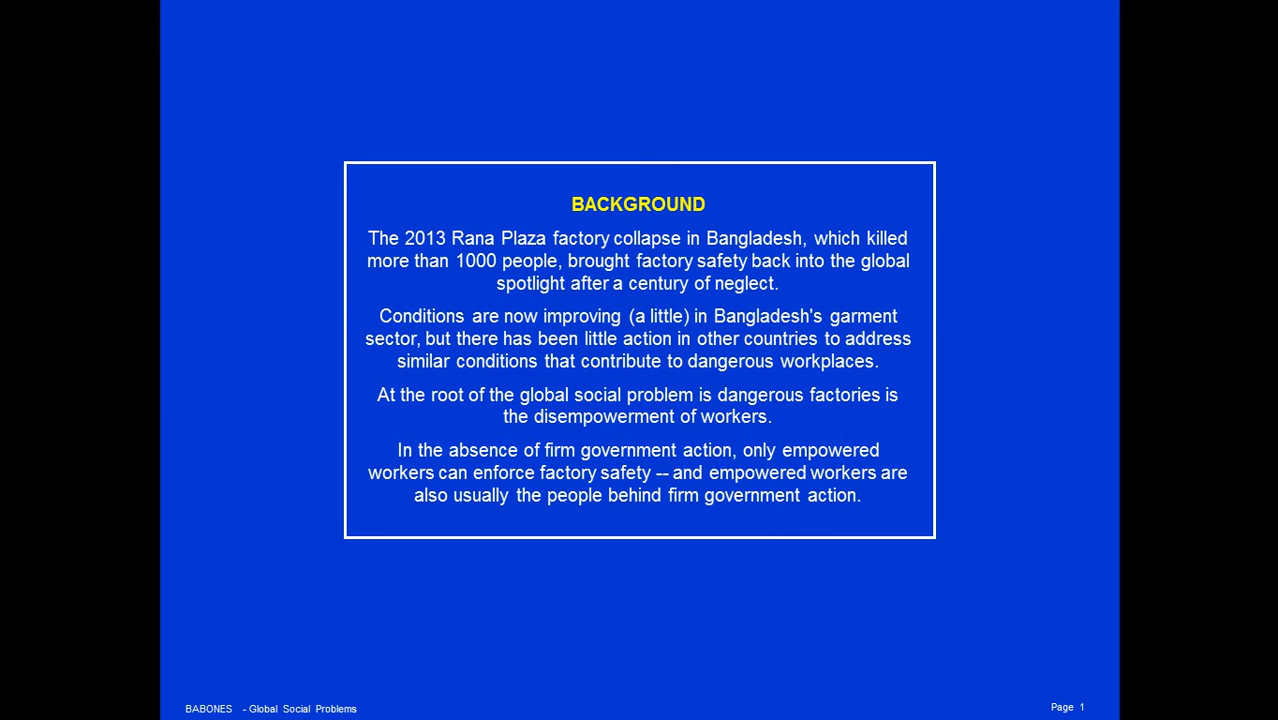 BACKGROUND
The 2013 Rana Plaza factory collapse in Bangladesh, which killed
more than 1000 people, brought factory safety back into the global
spotlight after a century of neglect.
Conditions are now improving (a little) in Bangladesh's garment
sector, but there has been little action in other countries to address
similar conditions that contribute to dangerous workplaces.
At the root of the global social problem is dangerous factories is
the disempowerment of workers.
In the absence of firm government action, only empowered
workers can enforce factory safety -- and empowered workers are
also usually the people behind firm government action.
BABONES - Global Social Problems
Page 1